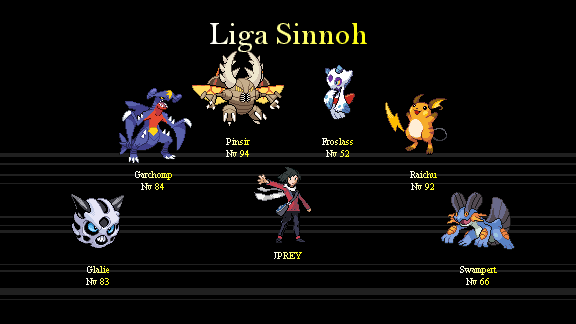 Liga Sinnoh
Pinsir
Nv 94
Froslass
Nv 52
Garchomp
Nv 84
Raichu
Nv 92
Glalie
Nv 83
JPREY
Swampert
Nv 66